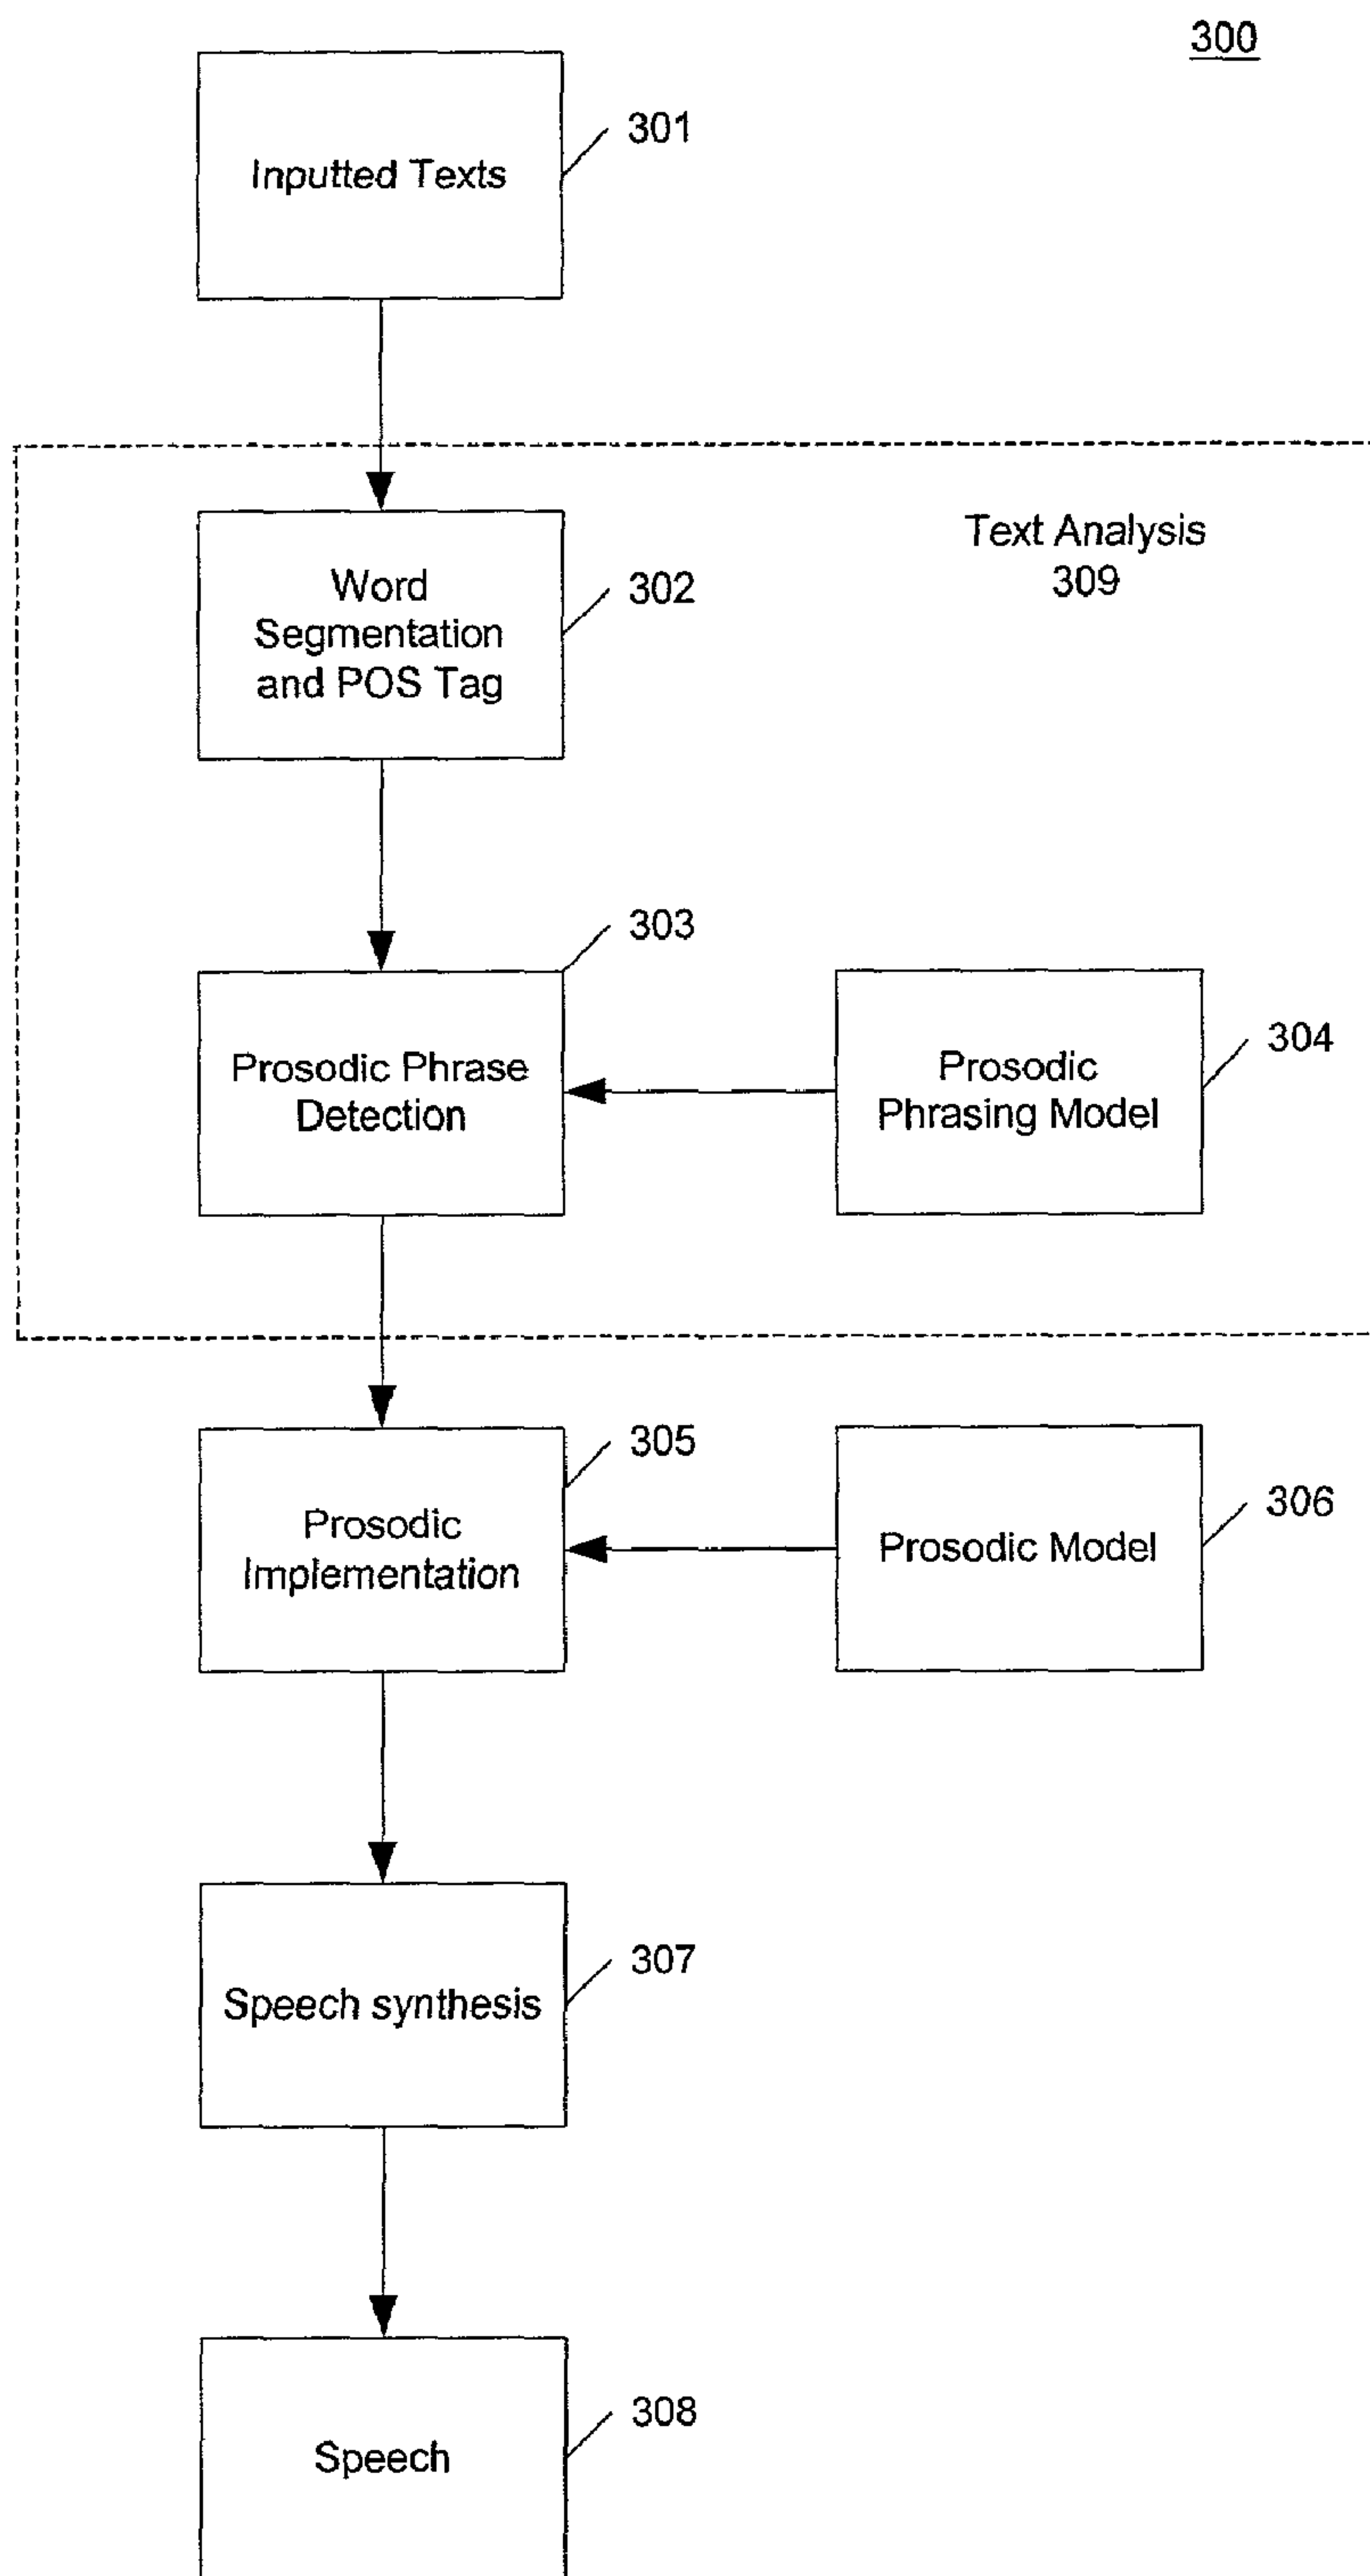 300
Inputted Texts
301
Text Analysis
309
Word
Segmentation
and POS Tag
302
303
Prosodic Phrase
Detection
Prosodic
Phrasing Model
304
305
Prosodic
Implementation
Prosodic Model
306
Speech synthesis
307
Speech
308